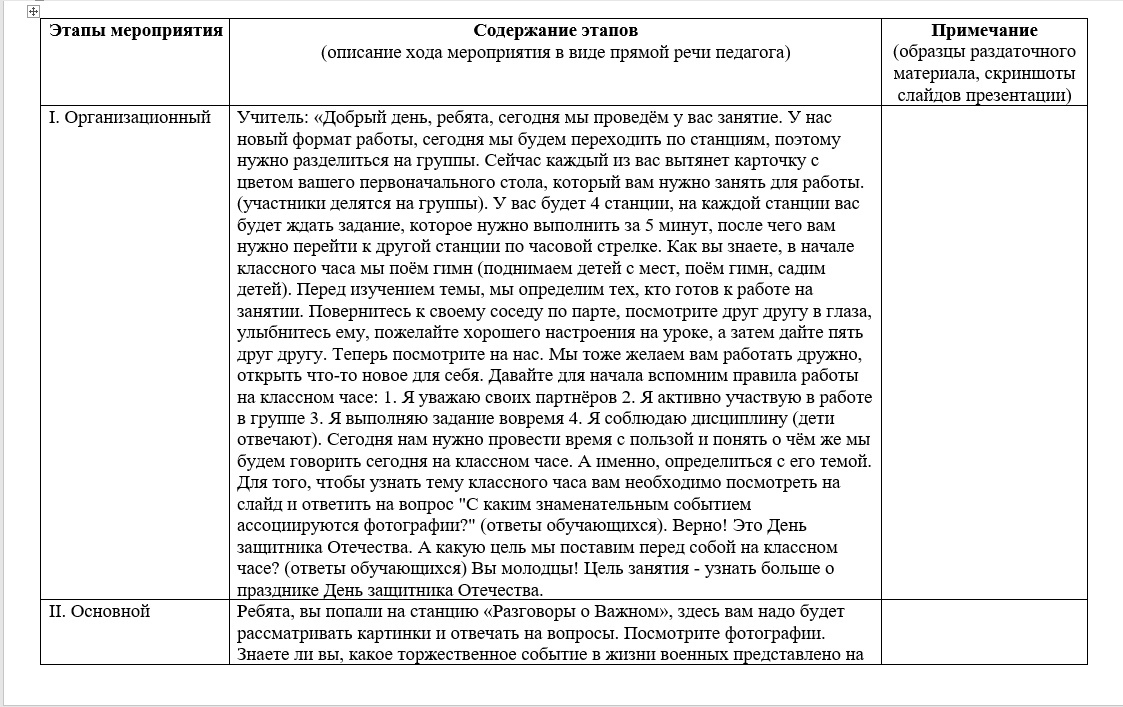 Этапы мероприятия
Содержание этапов
(описание хода мероприятия в виде прямой речи педагога)
Примечание
(образцы раздаточного
материала, скриншоты
слайдов презентации)
I. Организационный
Учитель: «Добрый день, ребята, сегодня мы проведём у вас занятие. У нас
новый формат работы, сегодня мы будем переходить по станциям, поэтому
нужно разделиться на группы. Сейчас каждый из вас вытянет карточку с
цветом вашего первоначального стола, который вам нужно занять для работы.
(участники делятся на группы). У вас будет 4 станции, на каждой станции вас
будет ждать задание, которое нужно выполнить за 5 минут, после чего вам
нужно перейти к другой станции по часовой стрелке. Как вы знаете, в начале
классного часа мы поём гимн (поднимаем детей с мест, поём гимн, садим
детей). Перед изучением темы, мы определим тех, кто готов к работе на
занятии. Повернитесь к своему соседу по парте, посмотрите друг другу в глаза,
улыбнитесь ему, пожелайте хорошего настроения на уроке, а затем дайте пять
друг другу. Теперь посмотрите на нас. Мы тоже желаем вам работать дружно,
открыть что-то новое для себя. Давайте для начала вспомним правила работы
на классном часе: 1. Я уважаю своих партнёров 2. Я активно участвую в работе
в группе 3. Я выполняю задание вовремя 4. Я соблюдаю дисциплину (дети
отвечают). Сегодня нам нужно провести время с пользой и понять о чём же мы
будем говорить сегодня на классном часе. А именно, определиться с его темой.
Для того, чтобы узнать тему классного часа вам необходимо посмотреть на
слайд и ответить на вопрос "С каким знаменательным событием
ассоциируются фотографии?" (ответы обучающихся). Верно! Это День
защитника Отечества. А какую цель мы поставим перед собой на классном
часе? (ответы обучающихся) Вы молодцы! Цель занятия - узнать больше о
празднике День защитника Отечества.
II. Основной
Ребята, вы попали на станцию «Разговоры о Важном», здесь вам надо будет
рассматривать картинки и отвечать на вопросы. Посмотрите фотографии.
Знаете ли вы, какое торжественное событие в жизни военных представлено на